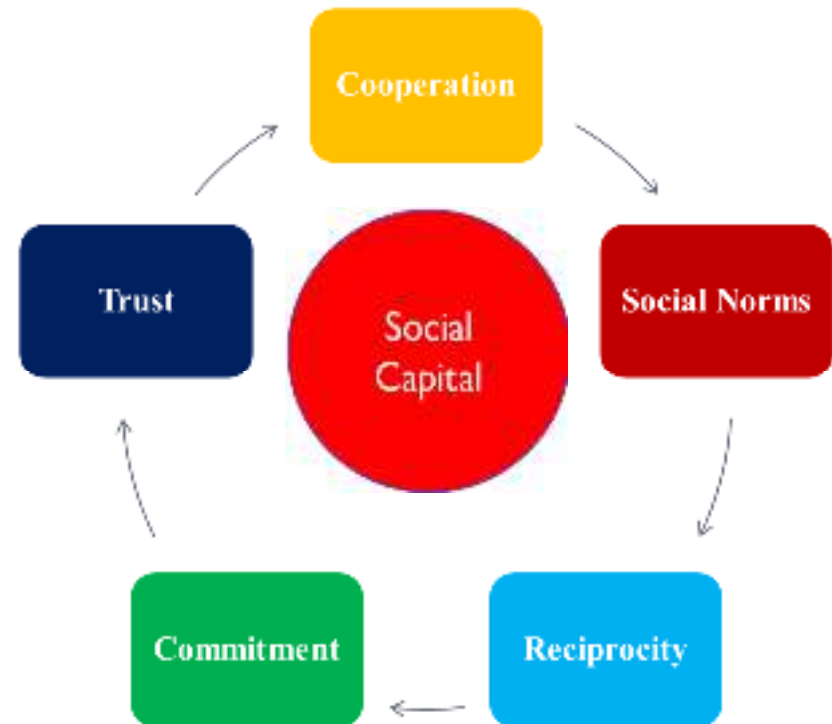 Cooperation
Trust
Social
Capital
Social Norms
Commitment
Reciprocity